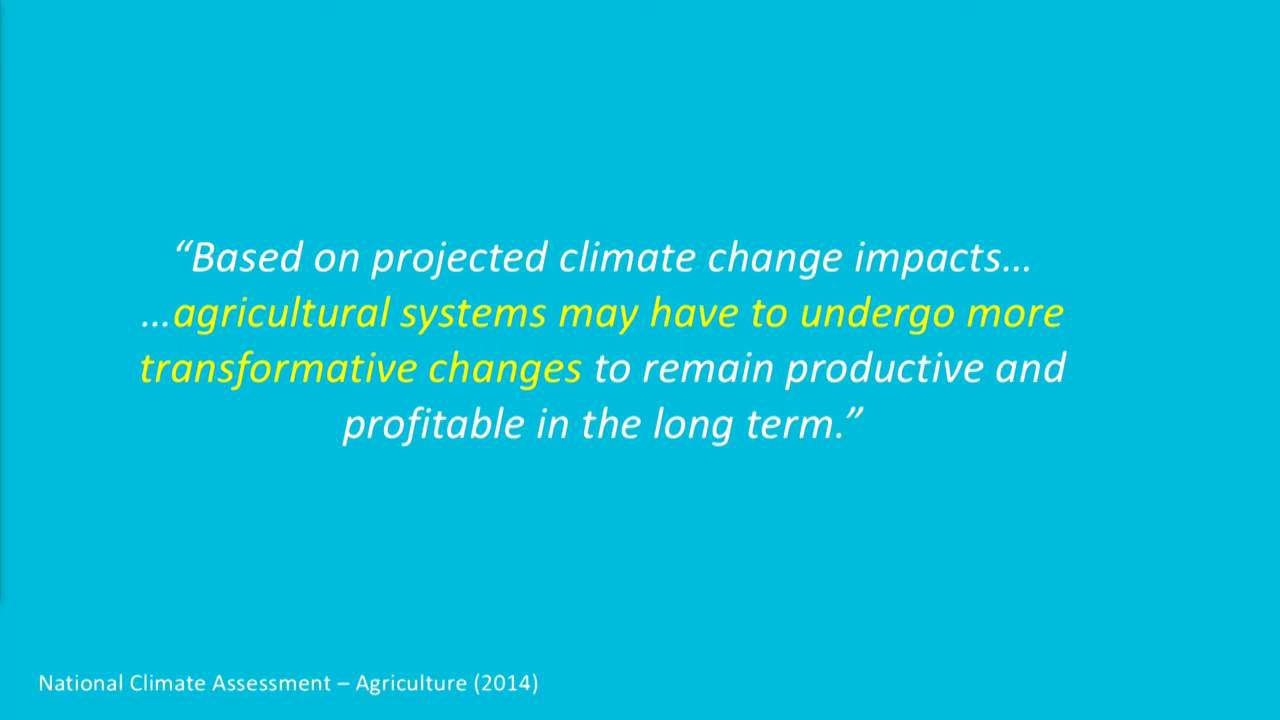 “Based on projected climate change impacts…
…agricultural systems may have to undergo more
transformative changes to remain productive and
profitable in the long term.”
National Climate Assessment – Agriculture (2014)